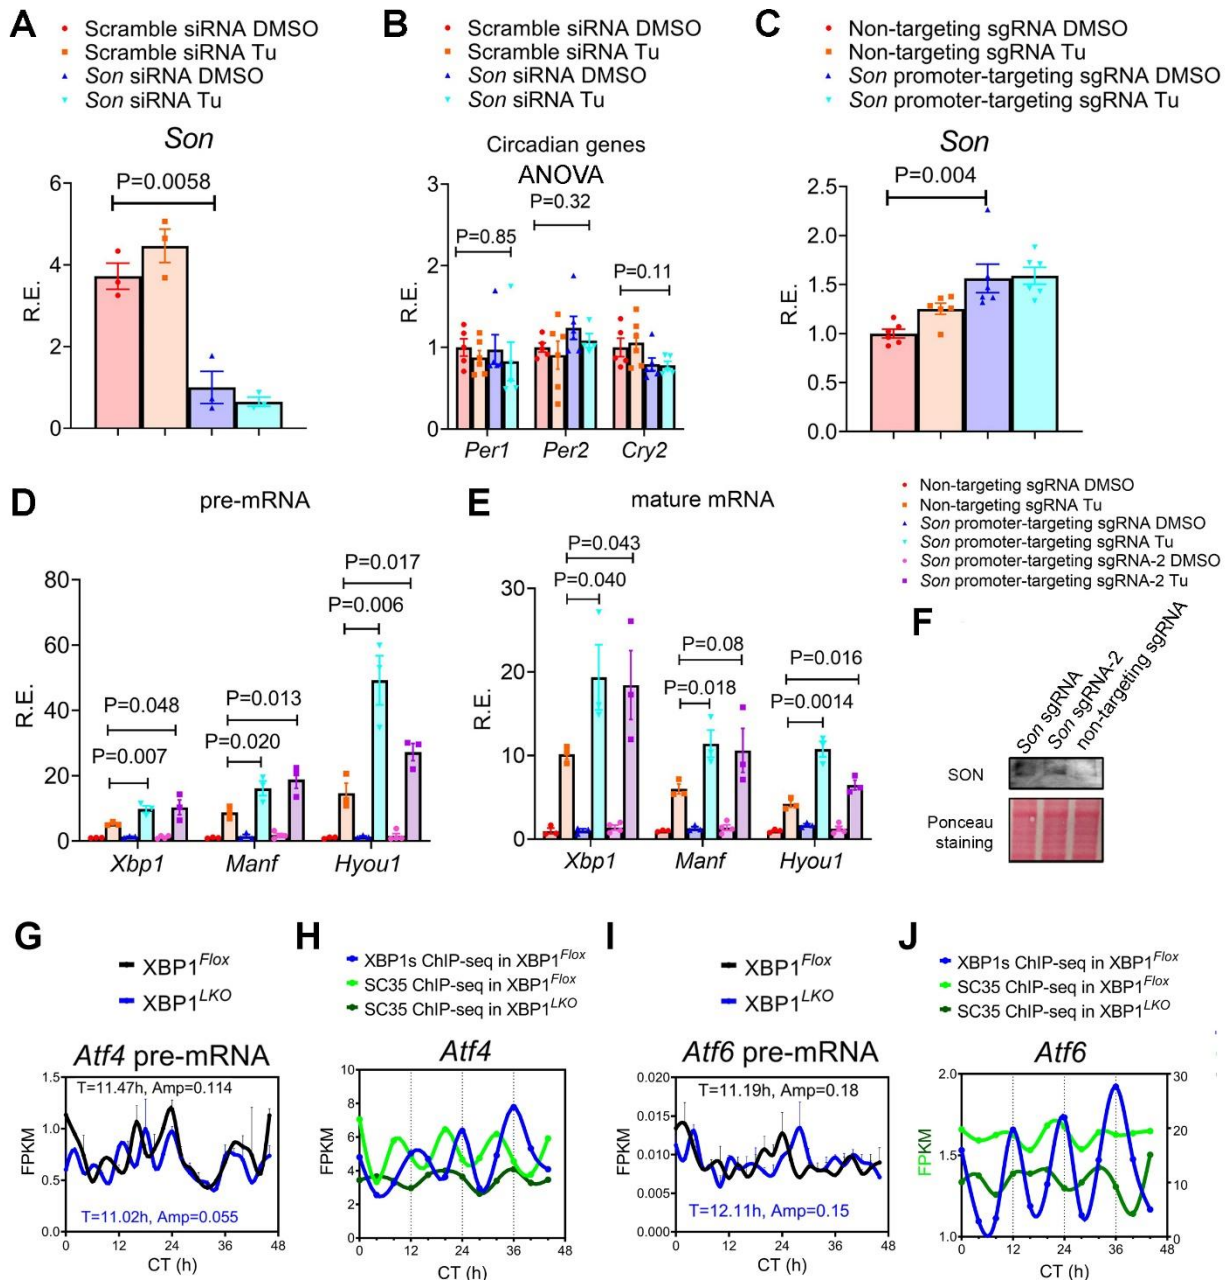 A
Scramble siRNA DMSO
Scramble siRNA Tu
Son siRNA DMSO
Son siRNA Tu
Son
P=0.0058
R.E.
6
4
2
0
B
Scramble siRNA DMSO
Scramble siRNA Tu
Son siRNA DMSO
Son siRNA Tu
Circadian genes
ANOVA
P=0.32
P=0.85
P=0.11
R.E.
3
2
1
0
Per1 Per2 Cry2
C
Non-targeting sgRNA DMSO
Non-targeting sgRNA Tu
Son promoter-targeting sgRNA DMSO
Son promoter-targeting sgRNA Tu
Son
P=0.004
R.E.
2.5
2.0
1.5
1.0
0.5
0.0
D
pre-mRNA
P=0.017
P=0.006
P=0.013
P=0.048
P=0.020
P=0.007
R.E.
80
60
40
20
0
Xbp1 Manf Hyou1
E
mature mRNA
P=0.043
P=0.040
P=0.08
P=0.016
P=0.018
P=0.0014
R.E.
30
20
10
0
Xbp1 Manf Hyou1
Non-targeting sgRNA DMSO
Non-targeting sgRNA Tu
Son promoter-targeting sgRNA DMSO
Son promoter-targeting sgRNA Tu
Son promoter-targeting sgRNA-2 DMSO
Son promoter-targeting sgRNA-2 Tu
F
Son sgRNA
Son sgRNA-2
non-targeting sgRNA
SON
Ponceau
staining
G
XBP1Flox
XBP1LKO
Atf4 pre-mRNA
T=11.47h, Amp=0.114
T=11.02h, Amp=0.055
FPKM
1.5
1.0
0.5
0.0
0 12 24 36 48
CT (h)
H
XBP1s ChIP-seq in XBP1Flox
SC35 ChIP-seq in XBP1Flox
SC35 ChIP-seq in XBP1LKO
Atf4
FPKM
10
8
6
4
2
0
0 12 24 36 48
CT (h)
I
XBP1Flox
XBP1LKO
Atf6 pre-mRNA
T=11.19h, Amp=0.18
T=12.11h, Amp=0.15
FPKM
0.020
0.015
0.010
0.005
0.000
0 12 24 36 48
CT (h)
J
XBP1s ChIP-seq in XBP1Flox
SC35 ChIP-seq in XBP1Flox
SC35 ChIP-seq in XBP1LKO
Atf6
FPKM
2.0
1.5
1.0
30
20
10
0
0 12 24 36 48
CT (h)